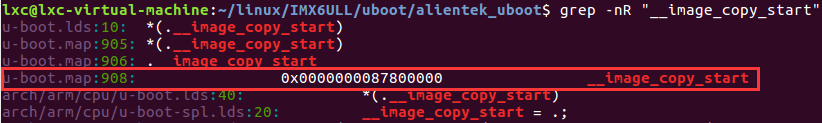 lxc@lxc-virtual-machine:~/linux/IMX6ULL/uboot/alientek_uboot$ grep -nR "__image_copy_start"
u-boot.lds:10:  *(.__image_copy_start)
u-boot.map:905: *(.__image_copy_start)
u-boot.map:906: .__image_copy_start
u-boot.map:908:                0x0000000087800000                __image_copy_start
arch/arm/cpu/u-boot.lds:40:             *(.__image_copy_start)
arch/arm/cpu/u-boot-spl.lds:20:         __image_copy_start = .;